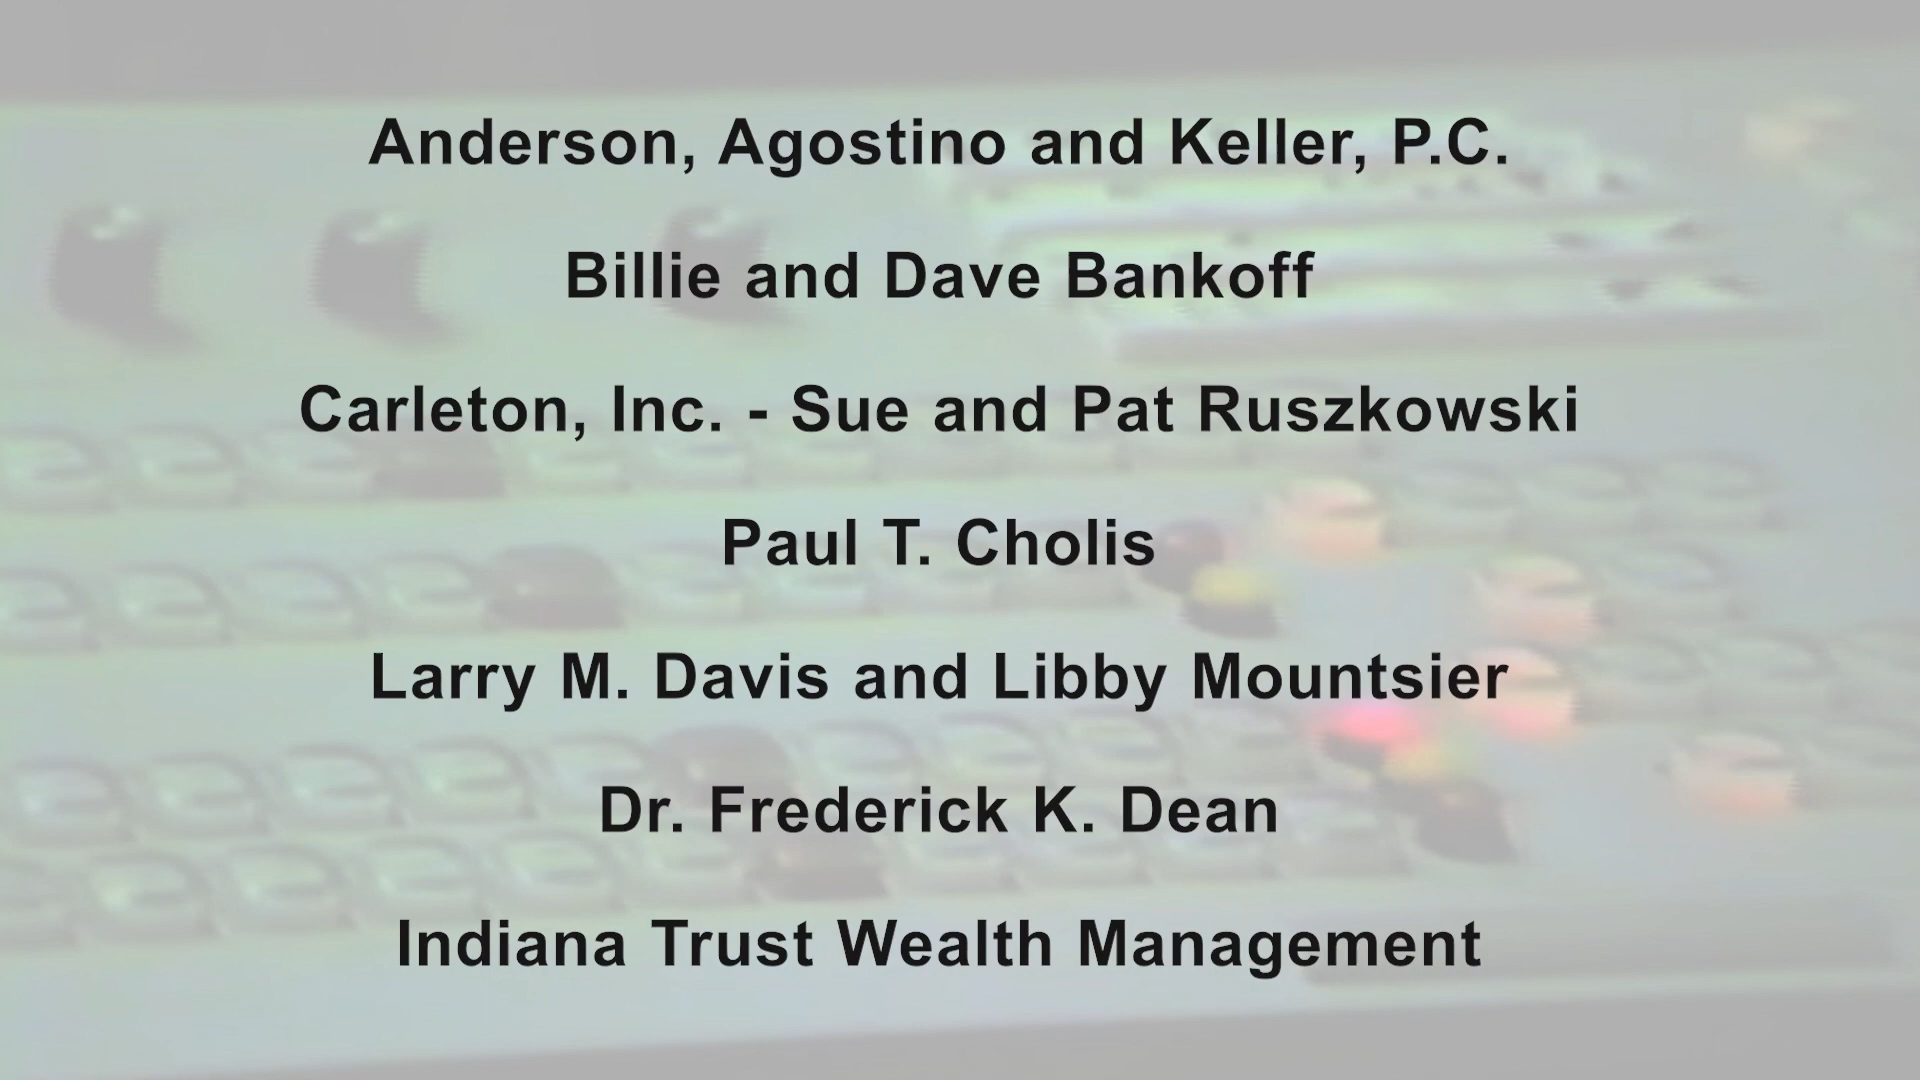 Anderson, Agostino and Keller, P.C.
Billie and Dave Bankoff
Carleton, Inc. - Sue and Pat Ruszkowski
Paul T. Cholis
Larry M. Davis and Libby Mountsier
Dr. Frederick K. Dean
Indiana Trust Wealth Management